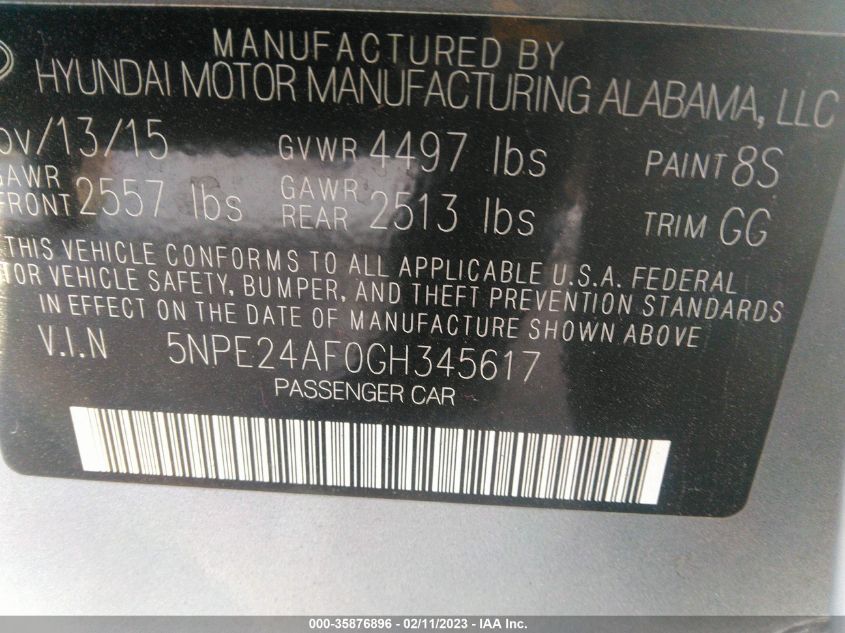 MANUFACTURED BY
HYUNDAI MOTOR MANUFACTURING ALABAMA, LLC
ov/13/15 GVWR 4497 lbs PAINT 8S
GAWR FRONT 2557 lbs GAWR REAR 2513 lbs TRIM GG
THIS VEHICLE CONFORMS TO ALL APPLICABLE U.S.A. FEDERAL
TOR VEHICLE SAFETY, BUMPER, AND THEFT PREVENTION STANDARDS
IN EFFECT ON THE DATE OF MANUFACTURE SHOWN ABOVE
V.I.N 5NPE24AF0GH345617
PASSENGER CAR
000-35876896 — 02/11/2023 — IAA Inc.